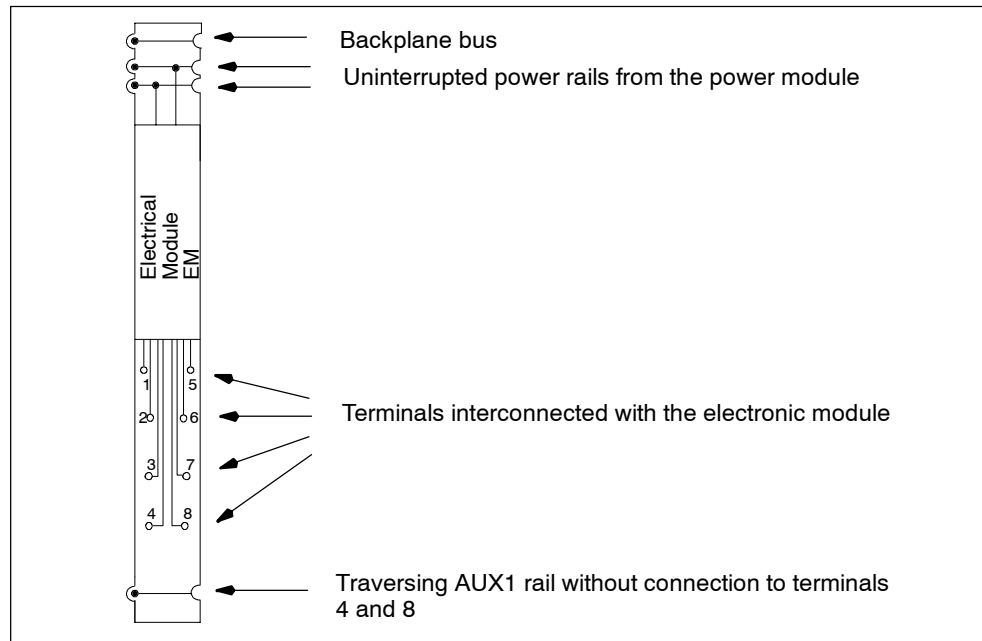 Backplane bus
Uninterrupted power rails from the power module
Electrical
Module
EM
1 5
2 6
Terminals interconnected with the electronic module
3 7
4 8
Traversing AUX1 rail without connection to terminals
4 and 8